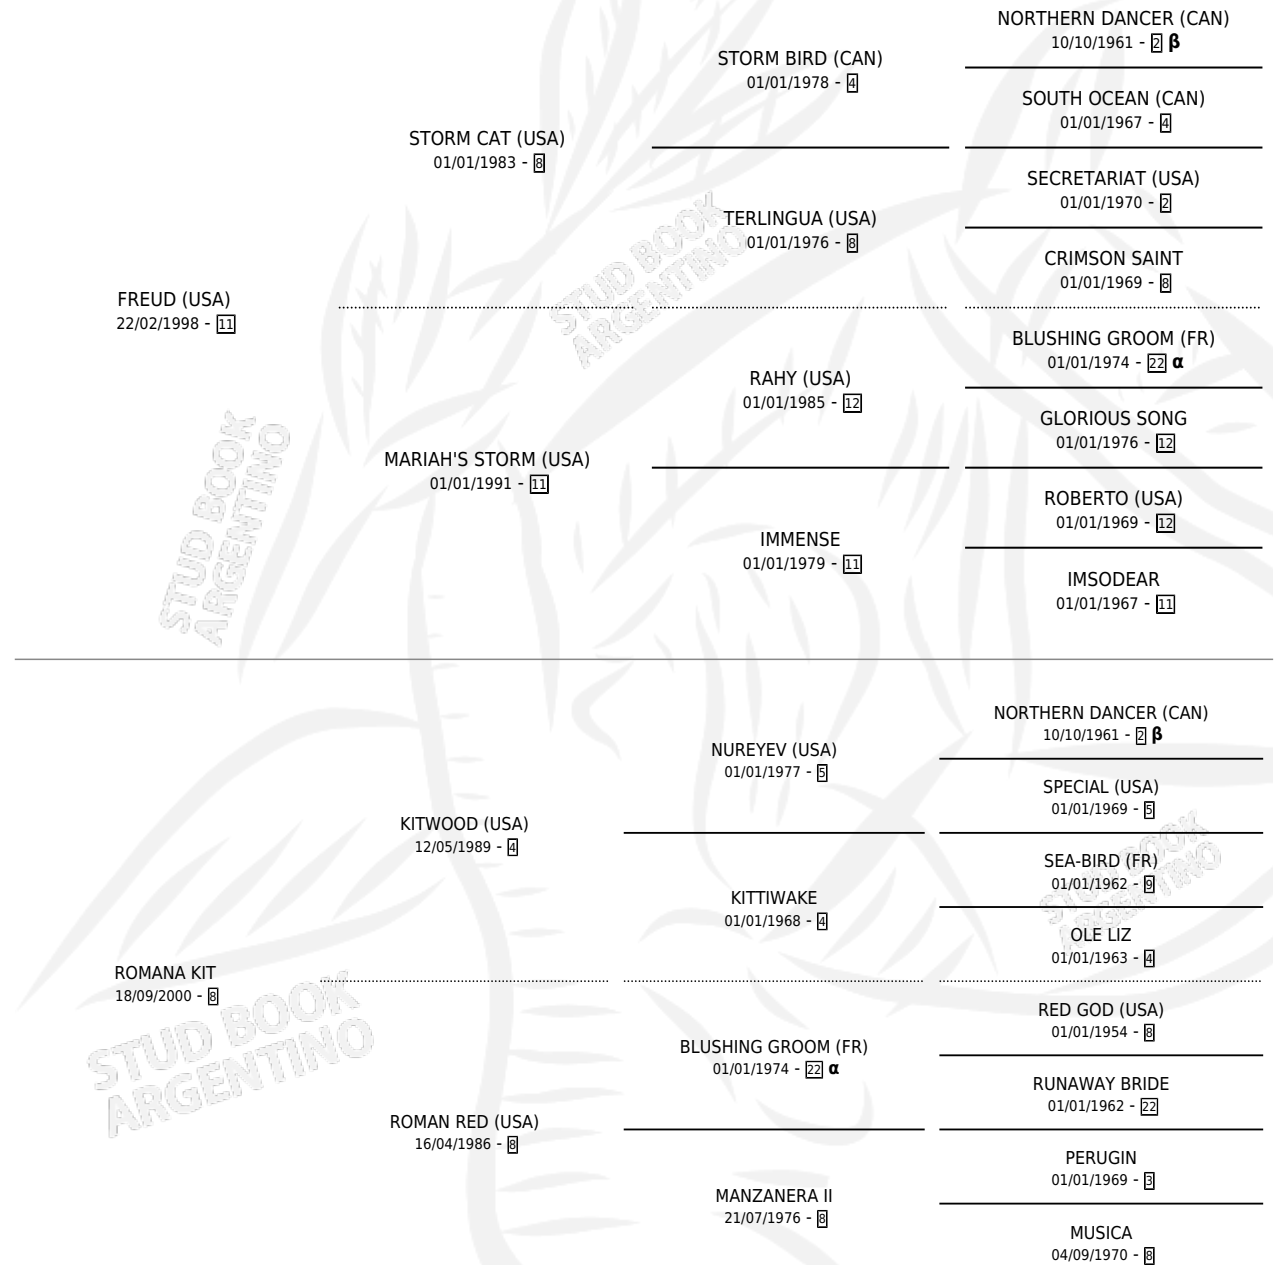 NORTHERN DANCER (CAN)
10/10/1961 - 2 β
STORM BIRD (CAN)
01/01/1978 - 4
SOUTH OCEAN (CAN)
01/01/1967 - 4
STORM CAT (USA)
01/01/1983 - 8
SECRETARIAT (USA)
01/01/1970 - 2
TERLINGUA (USA)
01/01/1976 - 8
CRIMSON SAINT
01/01/1969 - 8
FREUD (USA)
22/02/1998 - 11
BLUSHING GROOM (FR)
01/01/1974 - 22 α
RAHY (USA)
01/01/1985 - 12
GLORIOUS SONG
01/01/1976 - 12
MARIAH'S STORM (USA)
01/01/1991 - 11
ROBERTO (USA)
01/01/1969 - 12
IMMENSE
01/01/1979 - 11
IMSODEAR
01/01/1967 - 11
NORTHERN DANCER (CAN)
10/10/1961 - 2 β
NUREYEV (USA)
01/01/1977 - 5
SPECIAL (USA)
01/01/1969 - 5
KITWOOD (USA)
12/05/1989 - 4
SEA-BIRD (FR)
01/01/1962 - 9
KITTIWAKE
01/01/1968 - 4
OLE LIZ
01/01/1963 - 4
ROMANA KIT
18/09/2000 - 8
RED GOD (USA)
01/01/1954 - 8
BLUSHING GROOM (FR)
01/01/1974 - 22 α
RUNAWAY BRIDE
01/01/1962 - 22
ROMAN RED (USA)
16/04/1986 - 8
PERUGIN
01/01/1969 - 3
MANZANERA II
21/07/1976 - 8
MUSICA
04/09/1970 - 8
STUD BOOK
ARGENTINO
STUD BOOK
ARGENTINO
STUD BOOK
ARGENTINO
STUD BOOK
ARGENTINO